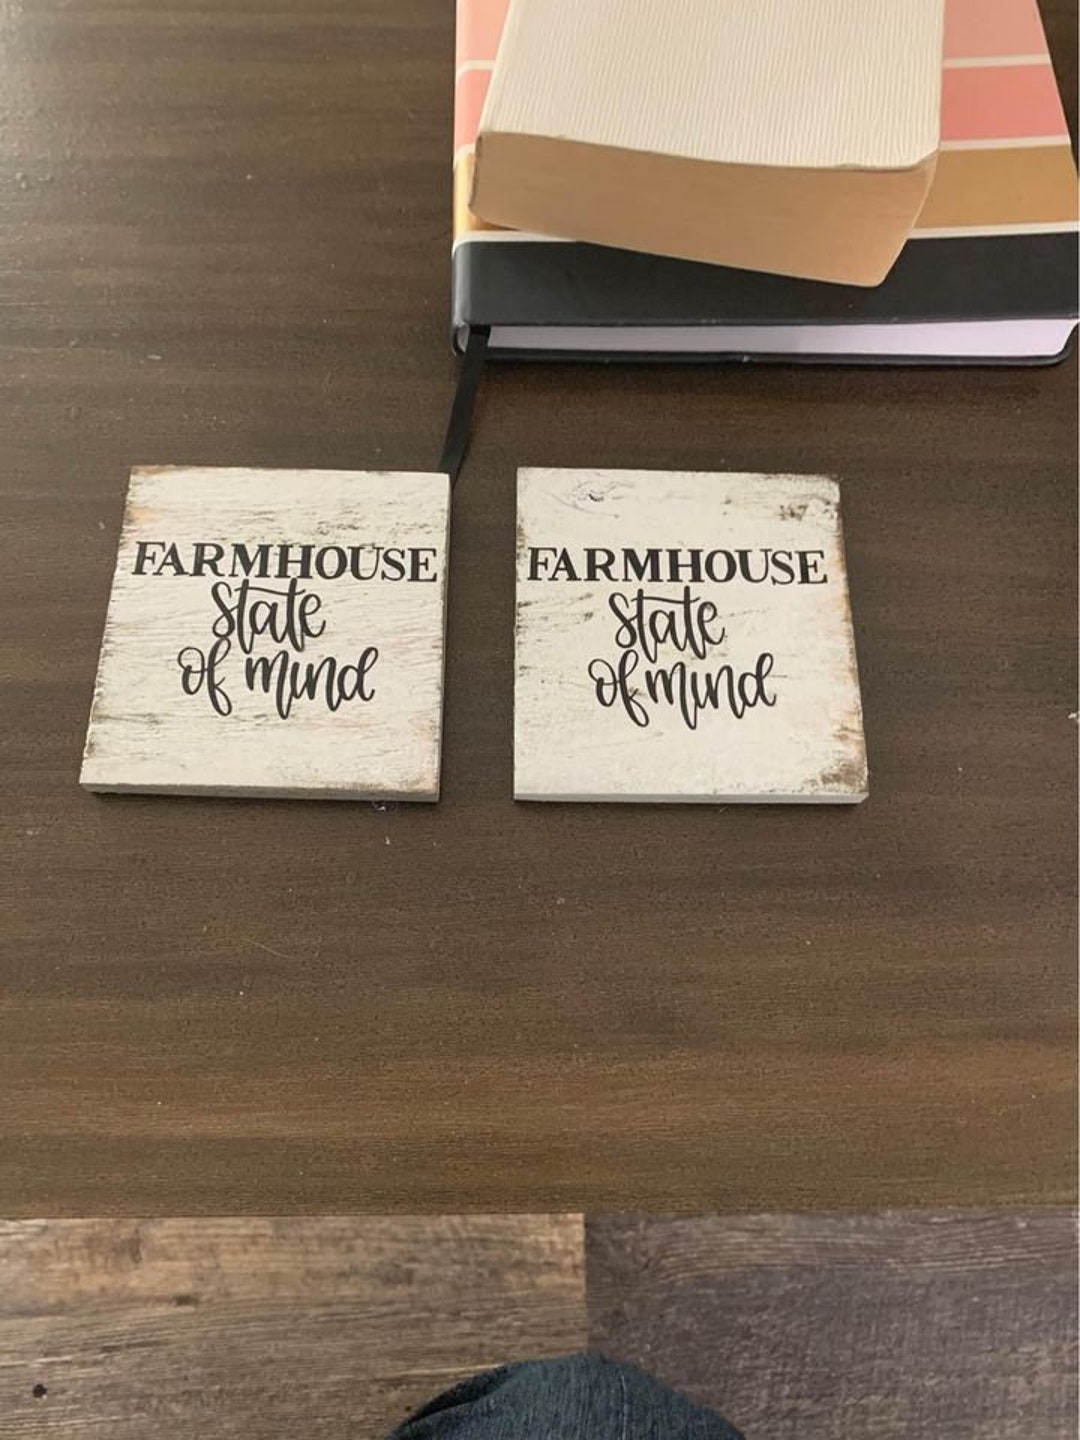 FARMHOUSE
state
of mind
FARMHOUSE
state
of mind